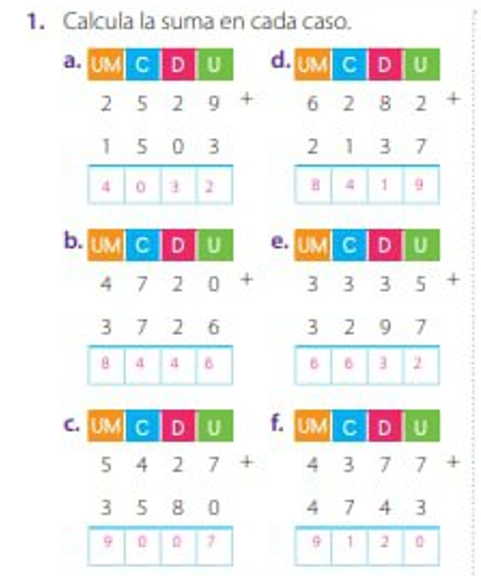 1. Calcula la suma en cada caso.
a. UM C D U
2 5 2 9 +
1 5 0 3
4 0 3 2
d. UM C D U
6 2 8 2 +
2 1 3 7
8 4 1 9
b. UM C D U
4 7 2 0 +
3 7 2 6
8 4 4 6
e. UM C D U
3 3 3 5 +
3 2 9 7
6 6 3 2
c. UM C D U
5 4 2 7 +
3 5 8 0
9 0 0 7
f. UM C D U
4 3 7 7 +
4 7 4 3
9 1 2 0